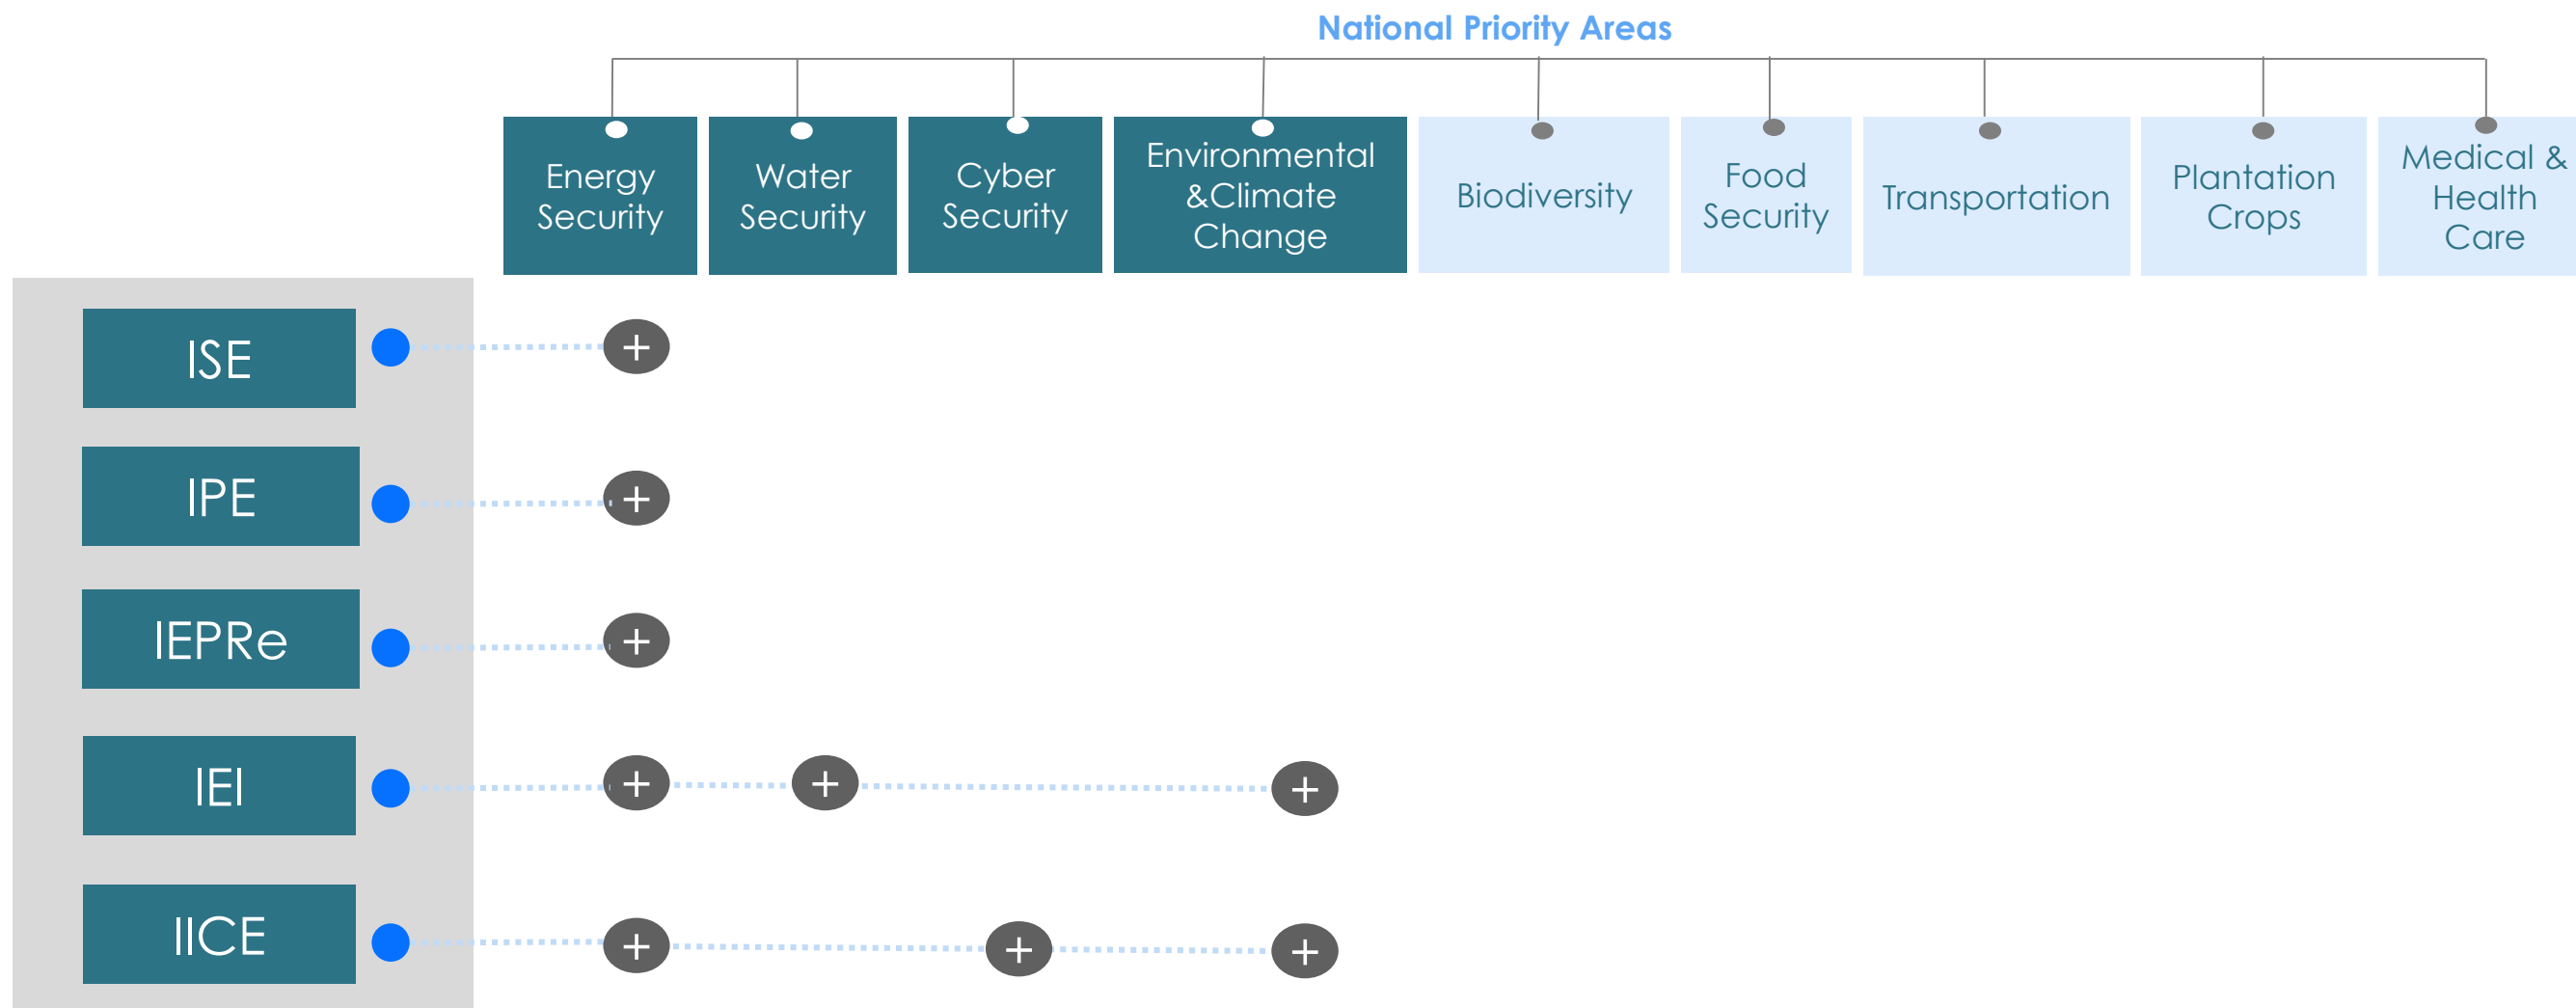 National Priority Areas
Energy
Security
Water
Security
Cyber
Security
Environmental
&Climate
Change
Biodiversity
Food
Security
Transportation
Plantation
Crops
Medical &
Health
Care
ISE
+
IPE
+
IEPRe
+
IEI
+ + +
IICE
+ + +